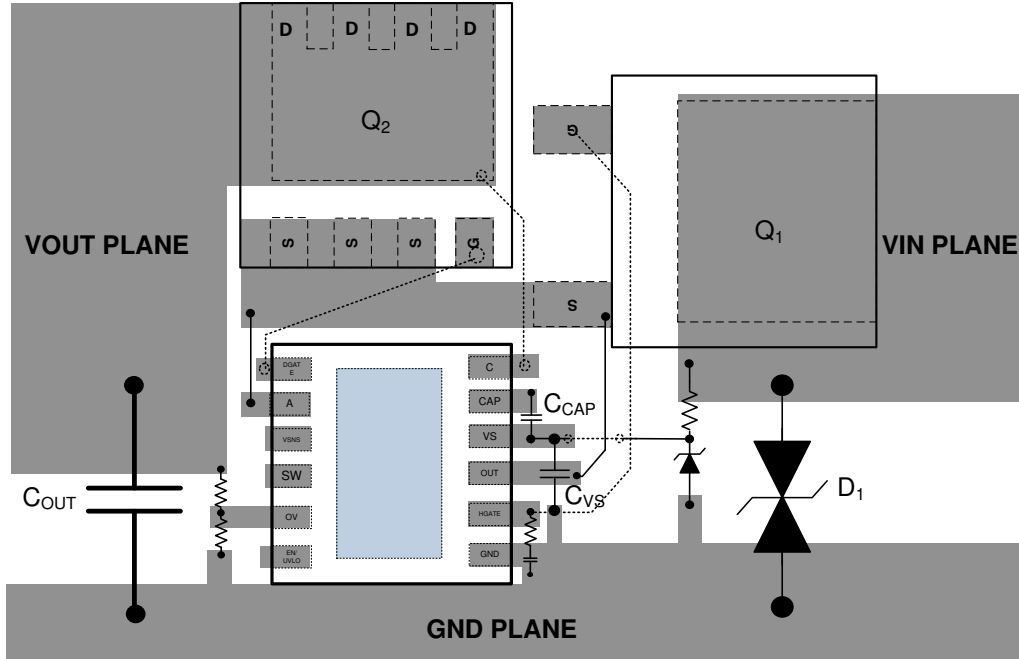 D D D D
Q2
G
Q1
VOUT PLANE
VIN PLANE
S S S G
S
DGAT
E
C
A
CAP
CCAP
VSNS
VS
SW
OUT
COUT
CVS
D1
OV
HGATE
EN/
UVLO
GND
GND PLANE